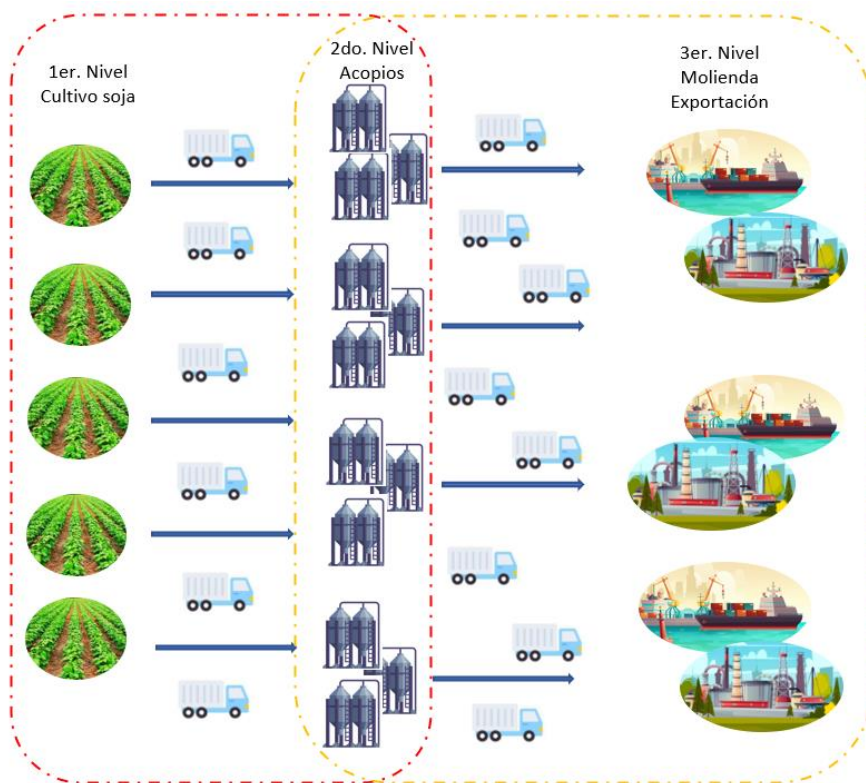 1er. Nivel
Cultivo soja
2do. Nivel
Acopios
3er. Nivel
Molienda
Exportación